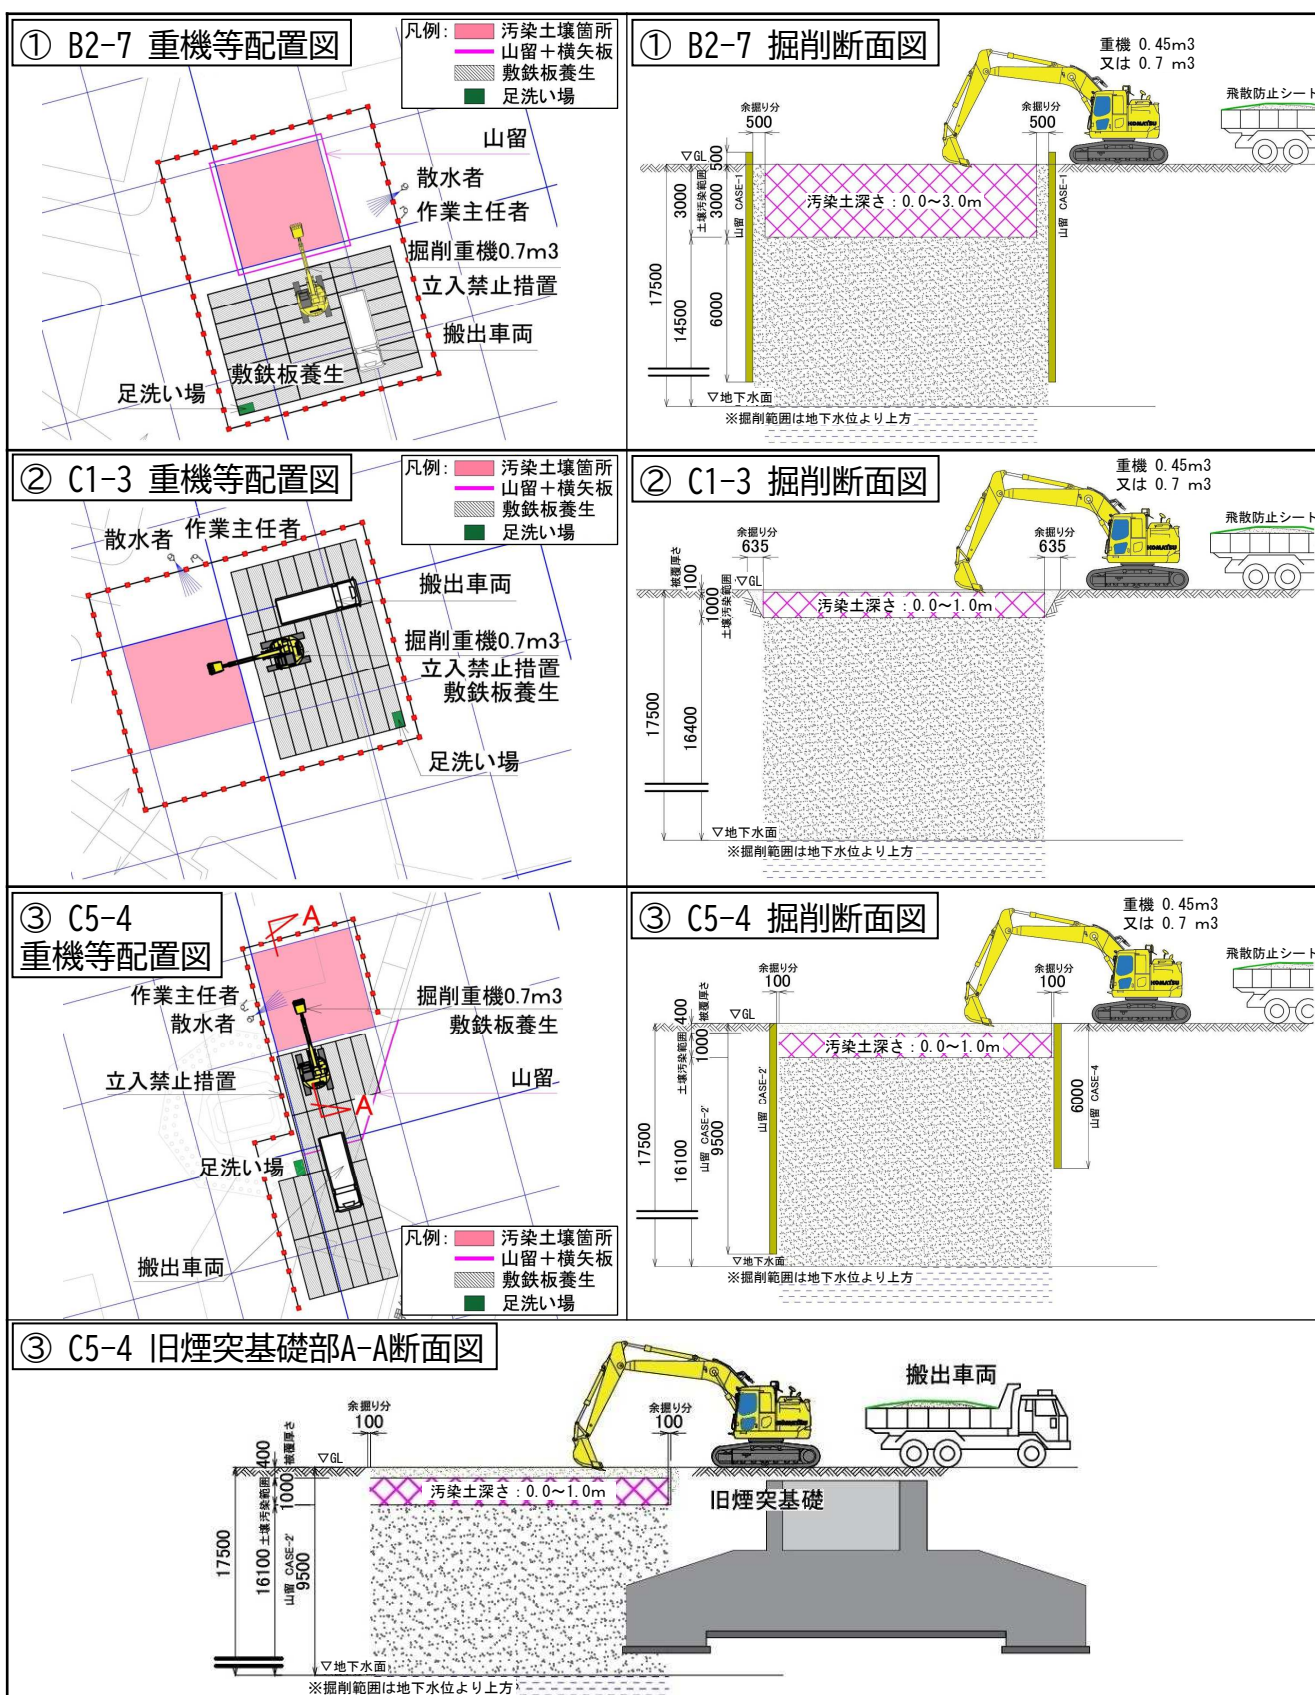 ① B2-7 重機等配置図
凡例:
汚染土壌箇所
山留+横矢板
敷鉄板養生
足洗い場
山留
散水者
作業主任者
掘削重機0.7m3
立入禁止措置
搬出車両
敷鉄板養生
足洗い場
① B2-7 掘削断面図
重機 0.45m3
又は 0.7 m3
飛散防止シート
余掘り分
500
余掘り分
500
▽GL
500
3000
土壌汚染範囲
3000
山留 CASE-1
汚染土深さ:0.0～3.0m
山留 CASE-1
17500
14500
6000
▽地下水面
※掘削範囲は地下水位より上方
KOMATSU
② C1-3 重機等配置図
凡例:
汚染土壌箇所
山留+横矢板
敷鉄板養生
足洗い場
散水者
作業主任者
搬出車両
掘削重機0.7m3
立入禁止措置
敷鉄板養生
足洗い場
② C1-3 掘削断面図
重機 0.45m3
又は 0.7 m3
飛散防止シート
余掘り分
635
余掘り分
635
被覆厚さ
100
▽GL
1000
土壌汚染範囲
汚染土深さ:0.0～1.0m
17500
16400
▽地下水面
※掘削範囲は地下水位より上方
KOMATSU
③ C5-4
重機等配置図
A
作業主任者
散水者
掘削重機0.7m3
敷鉄板養生
立入禁止措置
山留
A
足洗い場
搬出車両
凡例:
汚染土壌箇所
山留+横矢板
敷鉄板養生
足洗い場
③ C5-4 掘削断面図
重機 0.45m3
又は 0.7 m3
飛散防止シート
余掘り分
100
余掘り分
100
被覆厚さ
400
▽GL
1000
土壌汚染範囲
汚染土深さ:0.0～1.0m
山留 CASE-2'
山留 CASE-4
6000
17500
16100
山留 CASE-2'
9500
▽地下水面
※掘削範囲は地下水位より上方
KOMATSU
③ C5-4 旧煙突基礎部A-A断面図
搬出車両
余掘り分
100
余掘り分
100
被覆厚さ
400
▽GL
1000
土壌汚染範囲
汚染土深さ:0.0～1.0m
旧煙突基礎
17500
16100
山留 CASE-2'
9500
▽地下水面
※掘削範囲は地下水位より上方
KOMATSU